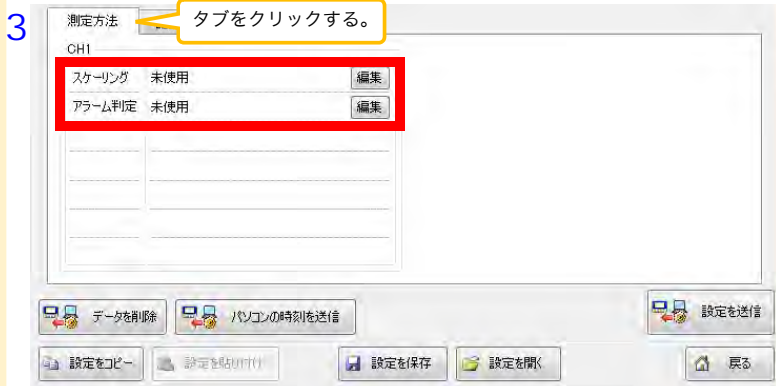 3
測定方法
タブをクリックする。
CH1
スケーリング 未使用 編集
アラーム判定 未使用 編集
データを削除 パソコンの時刻を送信 設定を送信
設定をコピー 設定を貼り付け 設定を保存 設定を開く 戻る